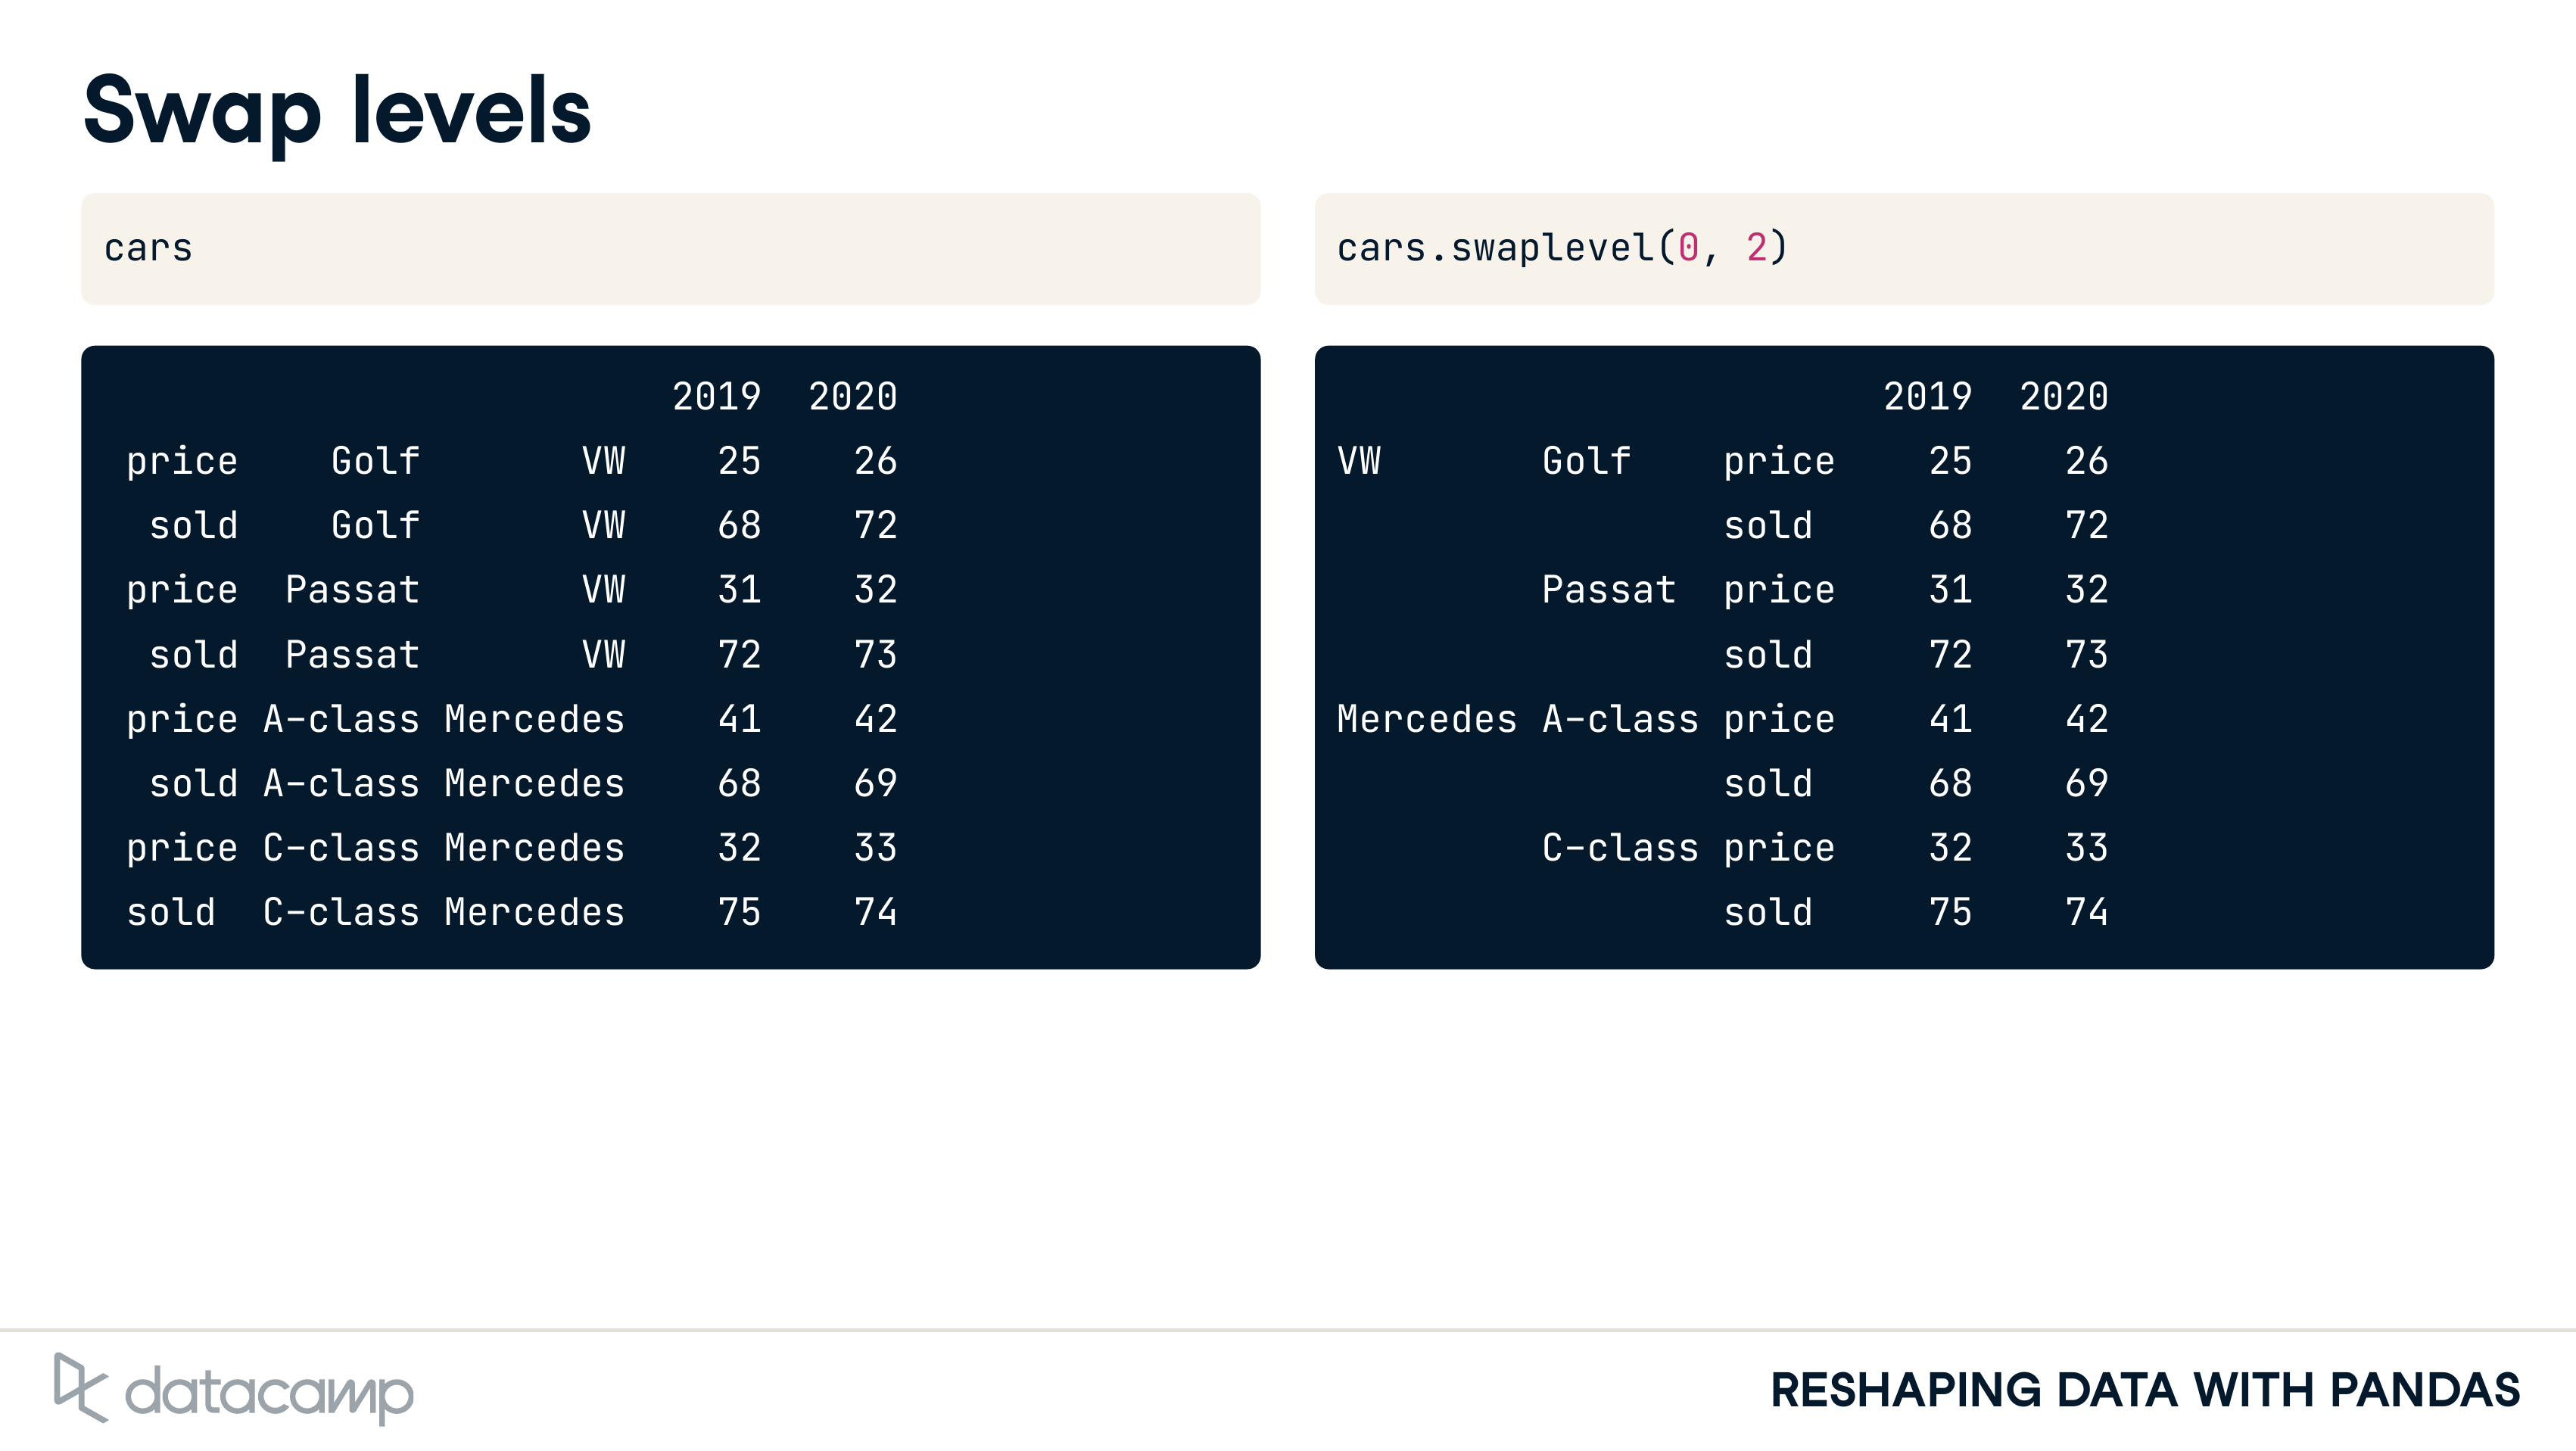 Swap levels
cars
                          2019  2020
  price    Golf       VW    25    26
   sold    Golf       VW    68    72
  price  Passat       VW    31    32
   sold  Passat       VW    72    73
  price A-class Mercedes    41    42
   sold A-class Mercedes    68    69
  price C-class Mercedes    32    33
  sold  C-class Mercedes    75    74
cars.swaplevel(0, 2)
                        2019  2020
VW       Golf    price    25    26
                 sold     68    72
         Passat  price    31    32
                 sold     72    73
Mercedes A-class price    41    42
                 sold     68    69
         C-class price    32    33
                 sold     75    74
datacamp
RESHAPING DATA WITH PANDAS